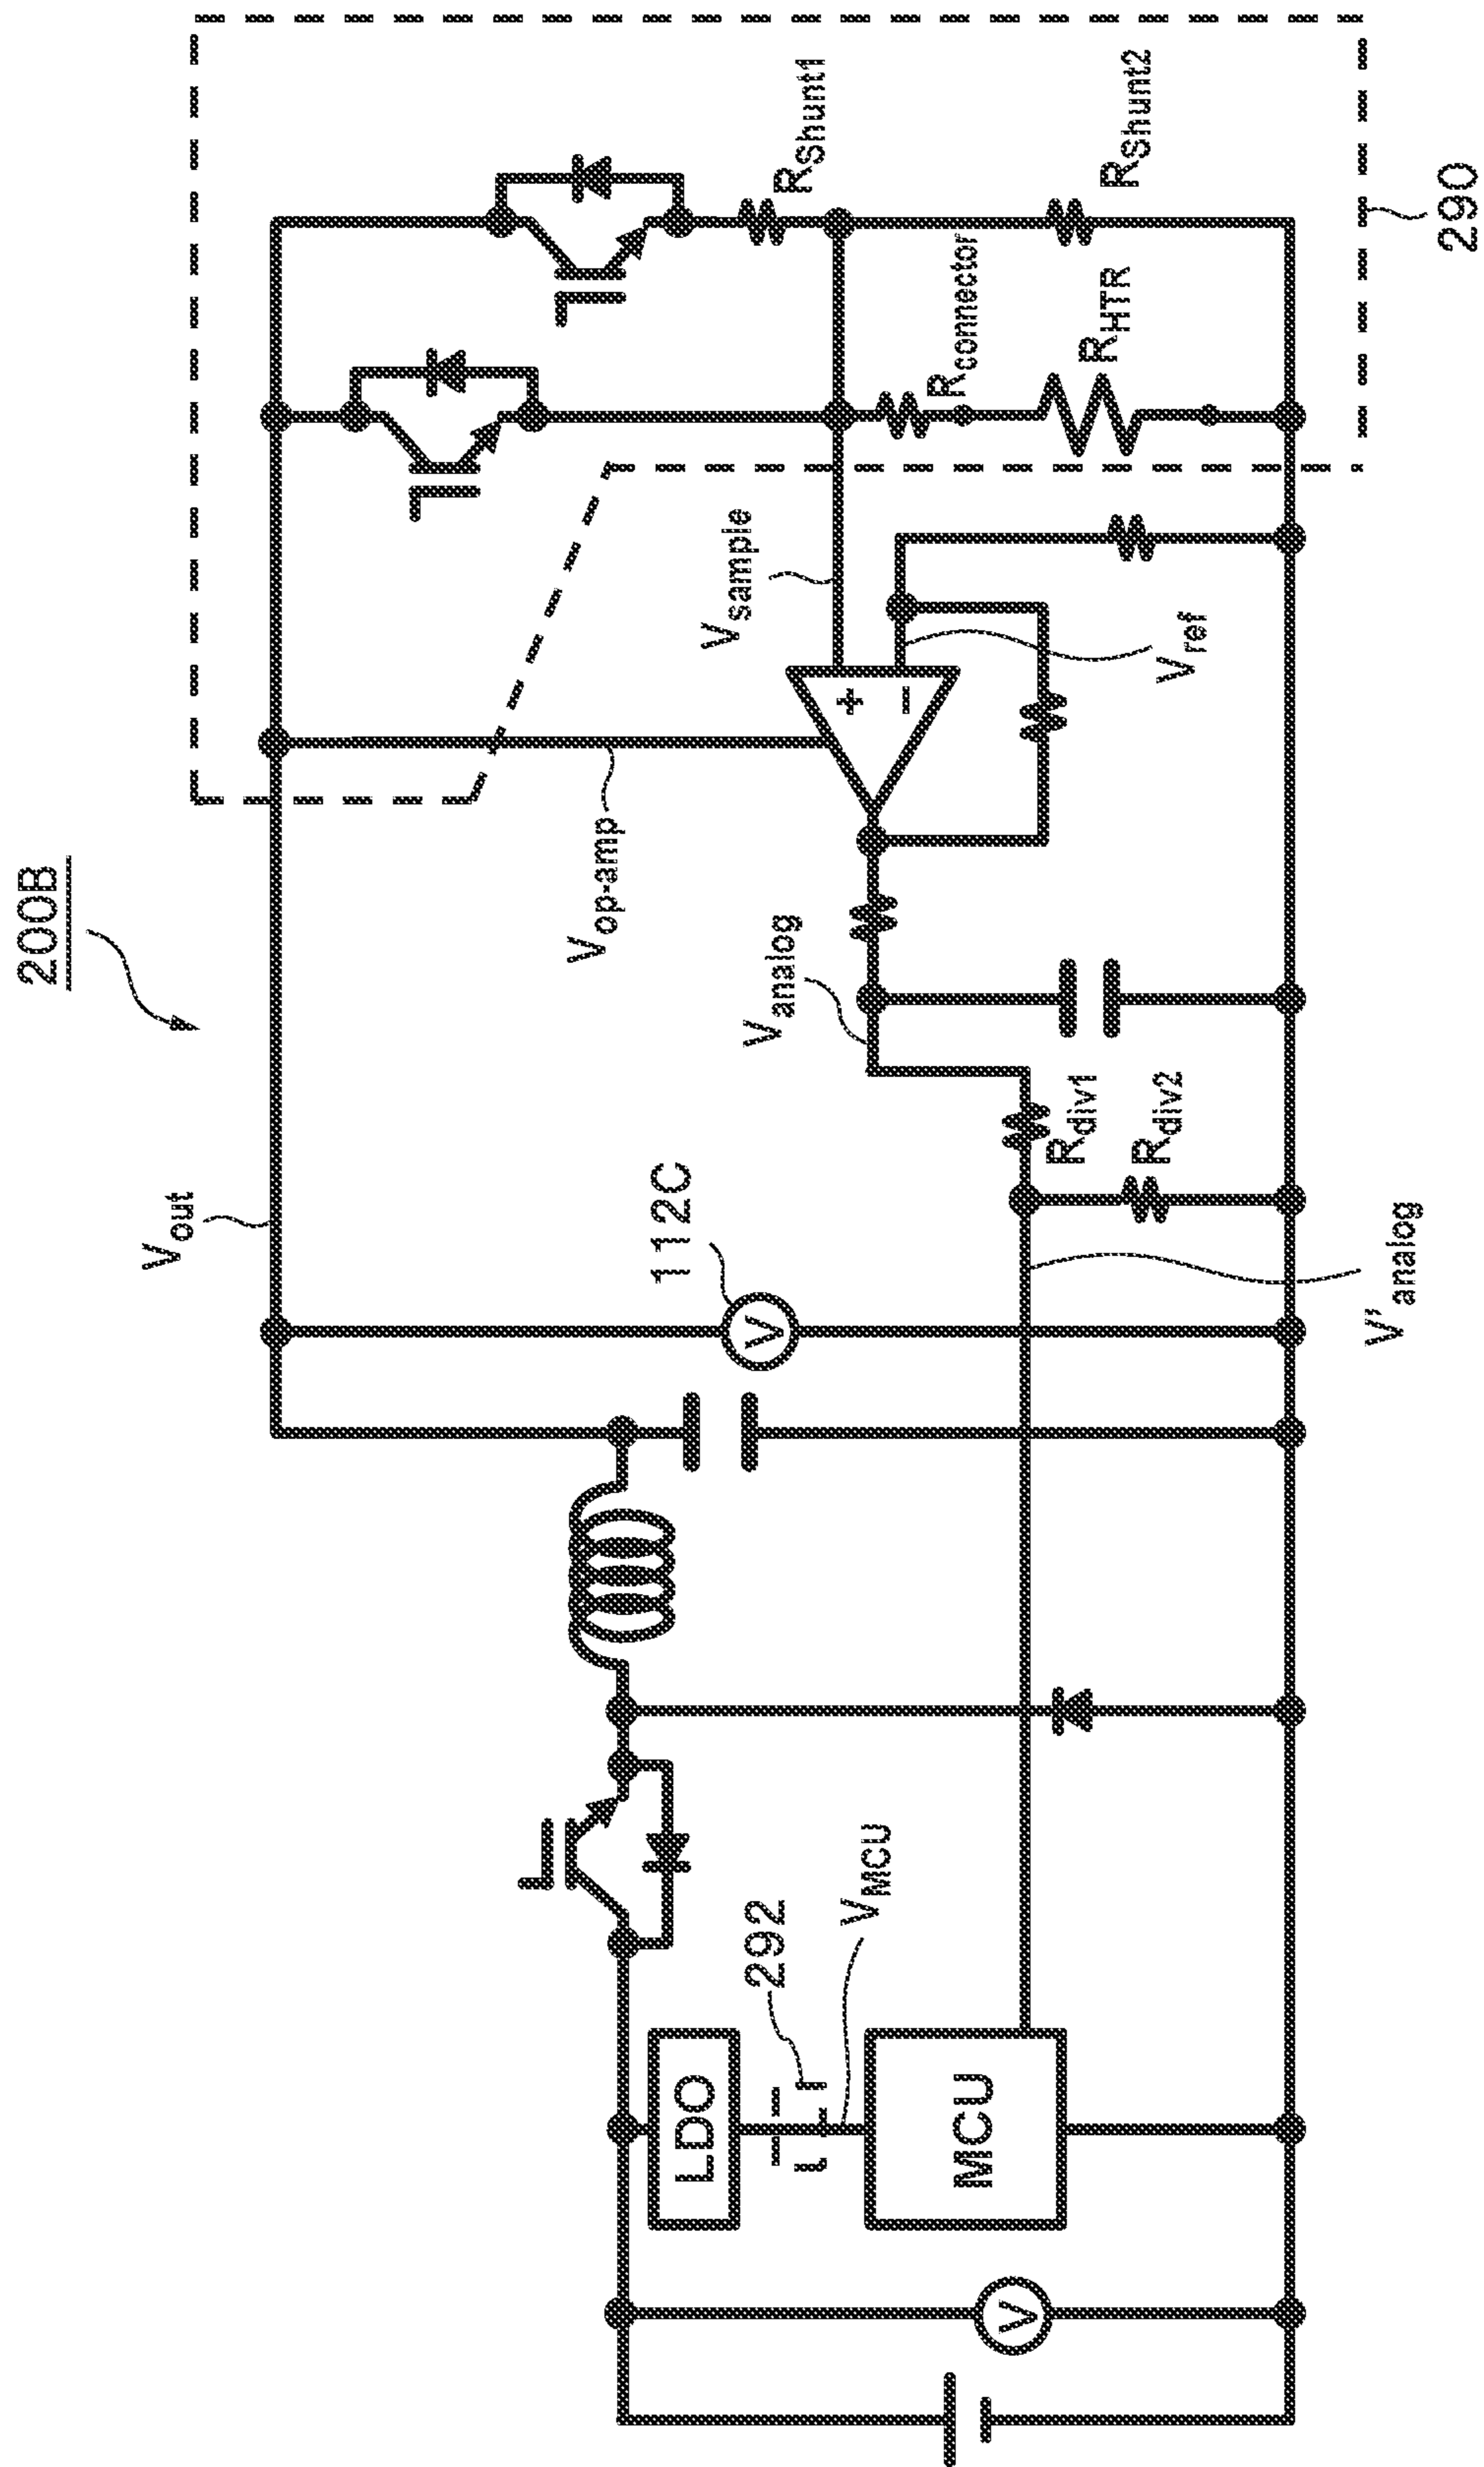 200B
Vout
112C
Vop-amp
Vsample
Vanalog
Vref
+
−
RShunt1
Rconnector
RShunt2
RHTR
290
Rdiv1
Rdiv2
V'analog
V
LDO
292
VMCU
MCU
V